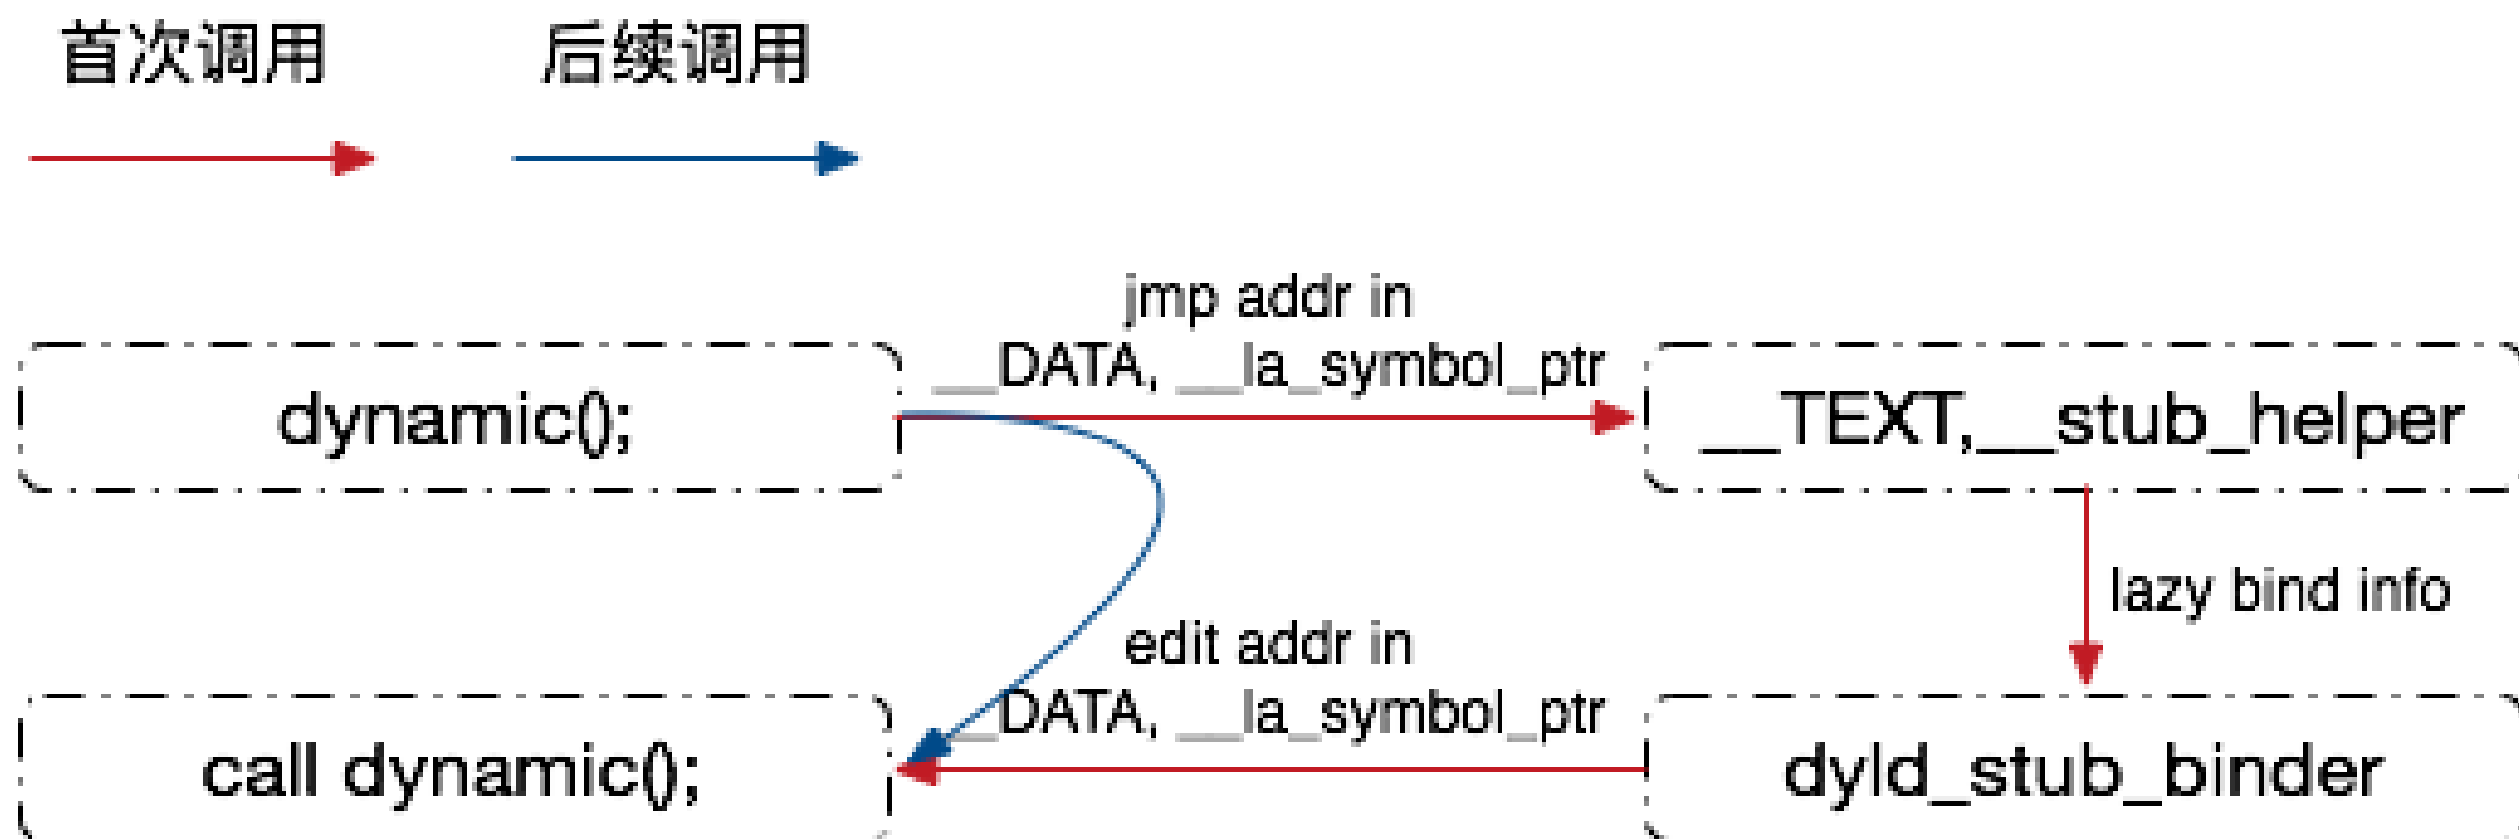 首次调用
后续调用
jmp addr in
__DATA, __la_symbol_ptr
dynamic();
__TEXT,__stub_helper
lazy bind info
edit addr in
__DATA, __la_symbol_ptr
call dynamic();
dyld_stub_binder